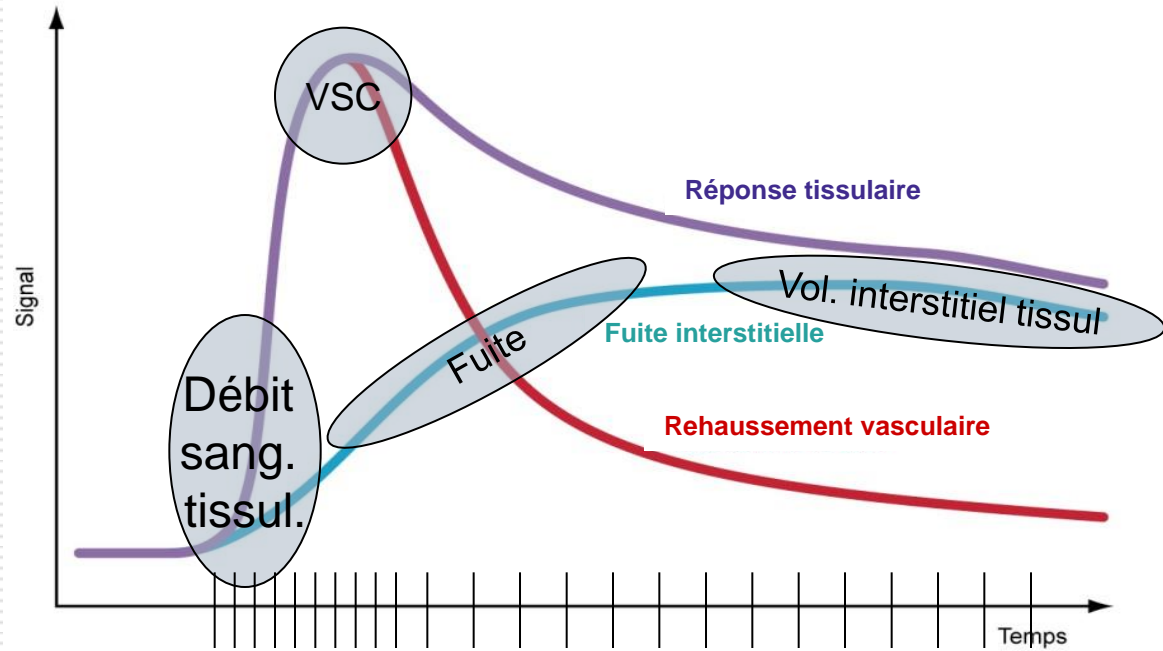 VSC
Réponse tissulaire
Vol. interstitiel tissul
Signal
Fuite
Fuite interstitielle
Débit
sang.
tissul.
Rehaussement vasculaire
Temps